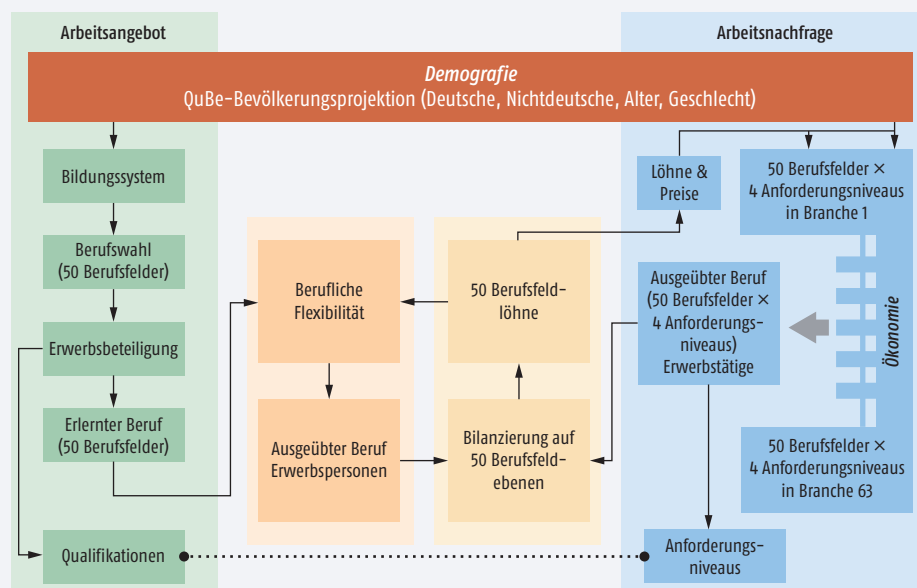 Arbeitsangebot
Arbeitsnachfrage
Demografie
QuBe-Bevölkerungsprojektion (Deutsche, Nichtdeutsche, Alter, Geschlecht)
Bildungssystem
Berufswahl
(50 Berufsfelder)
Erwerbsbeteiligung
Erlernter Beruf
(50 Berufsfelder)
Qualifikationen
Berufliche
Flexibilität
Ausgeübter Beruf
Erwerbspersonen
50 Berufsfeld-
löhne
Bilanzierung auf
50 Berufsfeld-
ebenen
Löhne &
Preise
50 Berufsfelder ×
4 Anforderungsniveaus
in Branche 1
Ausgeübter Beruf
(50 Berufsfelder ×
4 Anforderungs-
niveaus)
Erwerbstätige
Ökonomie
50 Berufsfelder ×
4 Anforderungsniveaus
in Branche 63
Anforderungs-
niveaus